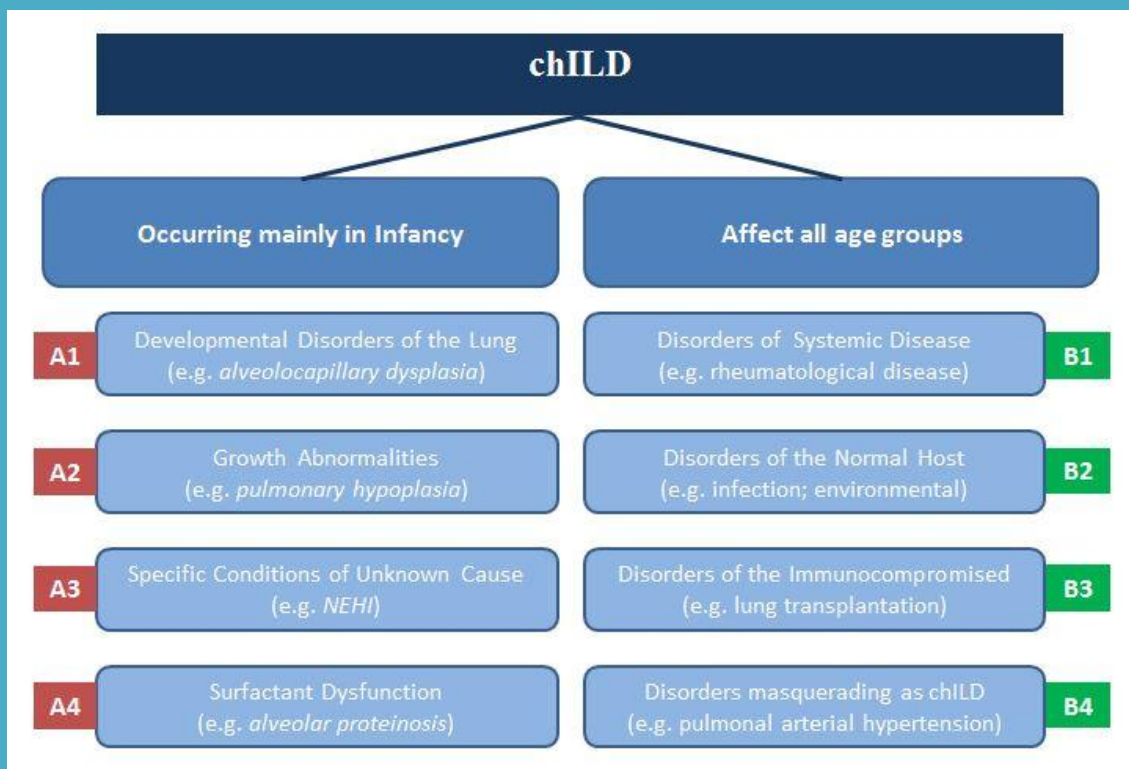 chILD
Occurring mainly in Infancy
Affect all age groups
A1
Developmental Disorders of the Lung
(e.g. alveolocapillary dysplasia)
Disorders of Systemic Disease
(e.g. rheumatological disease)
B1
A2
Growth Abnormalities
(e.g. pulmonary hypoplasia)
Disorders of the Normal Host
(e.g. infection; environmental)
B2
A3
Specific Conditions of Unknown Cause
(e.g. NEHI)
Disorders of the Immunocompromised
(e.g. lung transplantation)
B3
A4
Surfactant Dysfunction
(e.g. alveolar proteinosis)
Disorders masquerading as chILD
(e.g. pulmonal arterial hypertension)
B4